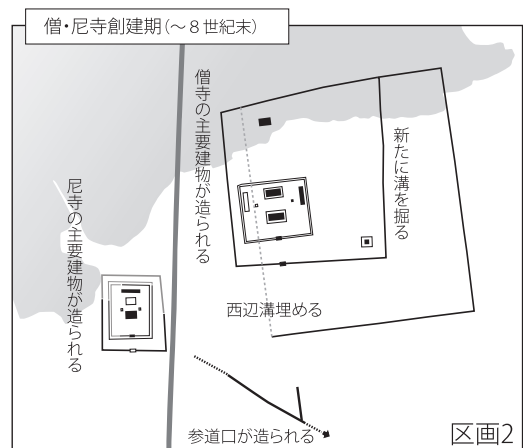 僧・尼寺創建期（～８世紀末）
僧寺の主要建物が造られる
新たに溝を掘る
尼寺の主要建物が造られる
西辺溝埋める
参道口が造られる
区画2